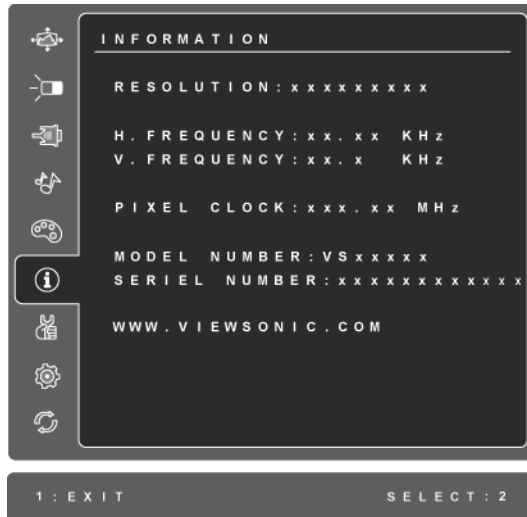 INFORMATION
RESOLUTION:xxxxxxxxx
H.FREQUENCY:xx.xx KHz
V.FREQUENCY:xx.x KHz
PIXEL CLOCK:xxx.xx MHz
MODEL NUMBER:VSxxxxx
SERIEL NUMBER:xxxxxxxxxxxx
WWW.VIEWSONIC.COM
1:EXIT SELECT:2